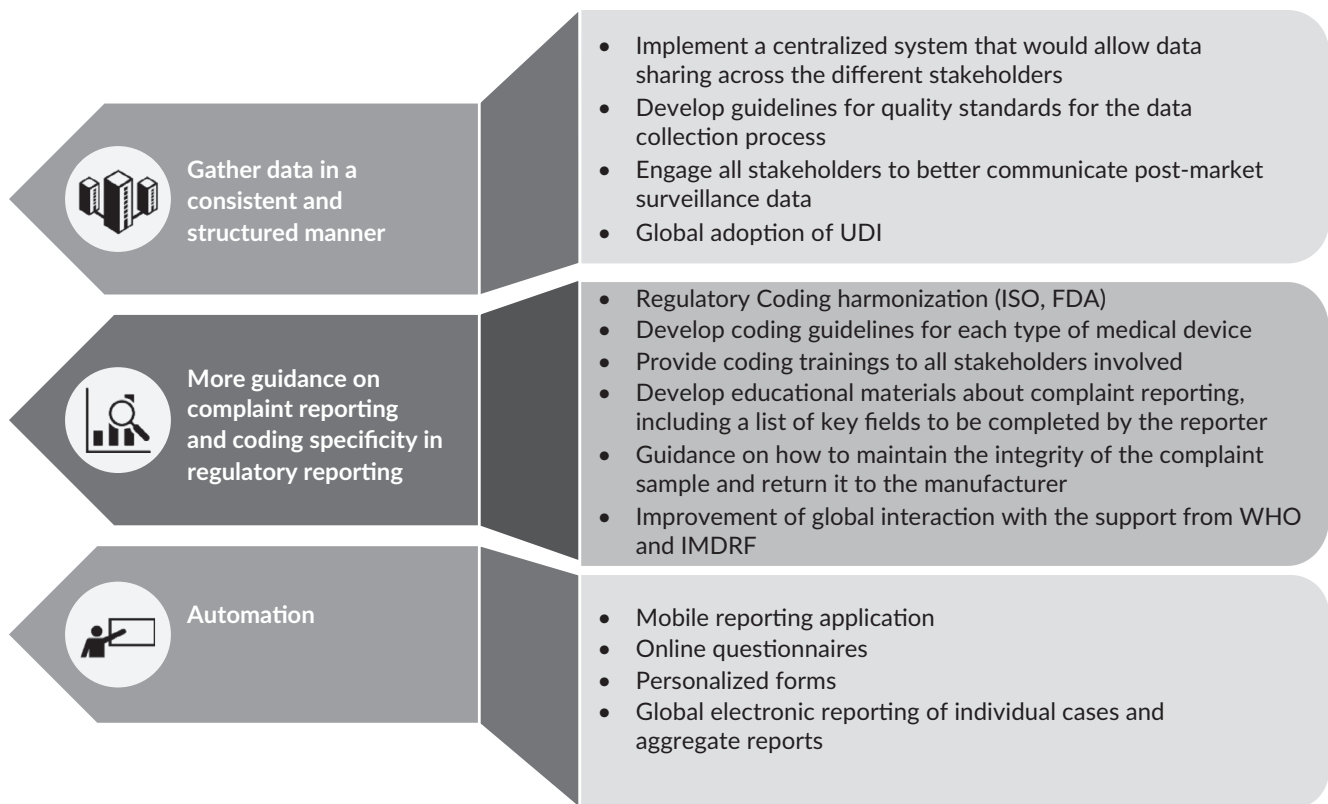 Gather data in a
consistent and
structured manner
• Implement a centralized system that would allow data
sharing across the different stakeholders
• Develop guidelines for quality standards for the data
collection process
• Engage all stakeholders to better communicate post-market
surveillance data
• Global adoption of UDI
More guidance on
complaint reporting
and coding specificity in
regulatory reporting
• Regulatory Coding harmonization (ISO, FDA)
• Develop coding guidelines for each type of medical device
• Provide coding trainings to all stakeholders involved
• Develop educational materials about complaint reporting,
including a list of key fields to be completed by the reporter
• Guidance on how to maintain the integrity of the complaint
sample and return it to the manufacturer
• Improvement of global interaction with the support from WHO
and IMDRF
Automation
• Mobile reporting application
• Online questionnaires
• Personalized forms
• Global electronic reporting of individual cases and
aggregate reports